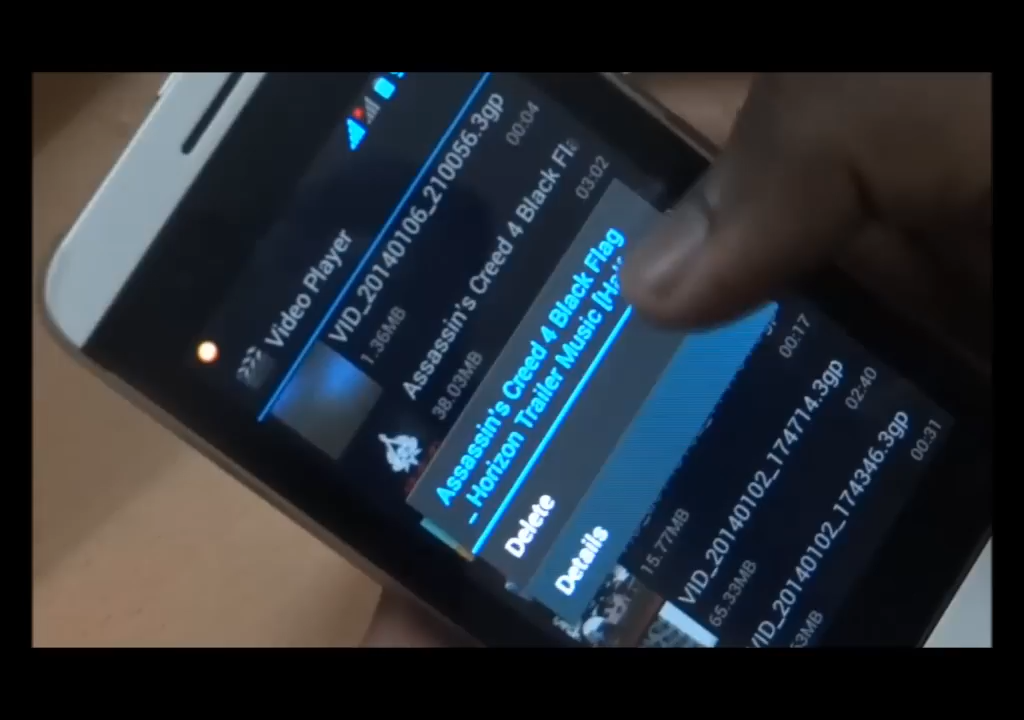 Video Player
VID_20140106_210056.3gp
1.36MB 00:04
Assassin's Creed 4 Black Fla
38.03MB 03:02
Assassin's Creed 4 Black Flag
_ Horizon Trailer Music
Delete
Details
00:17
15.77MB
VID_20140102_174714.3gp
65.33MB 02:40
VID_20140102_174346.3gp
00:31